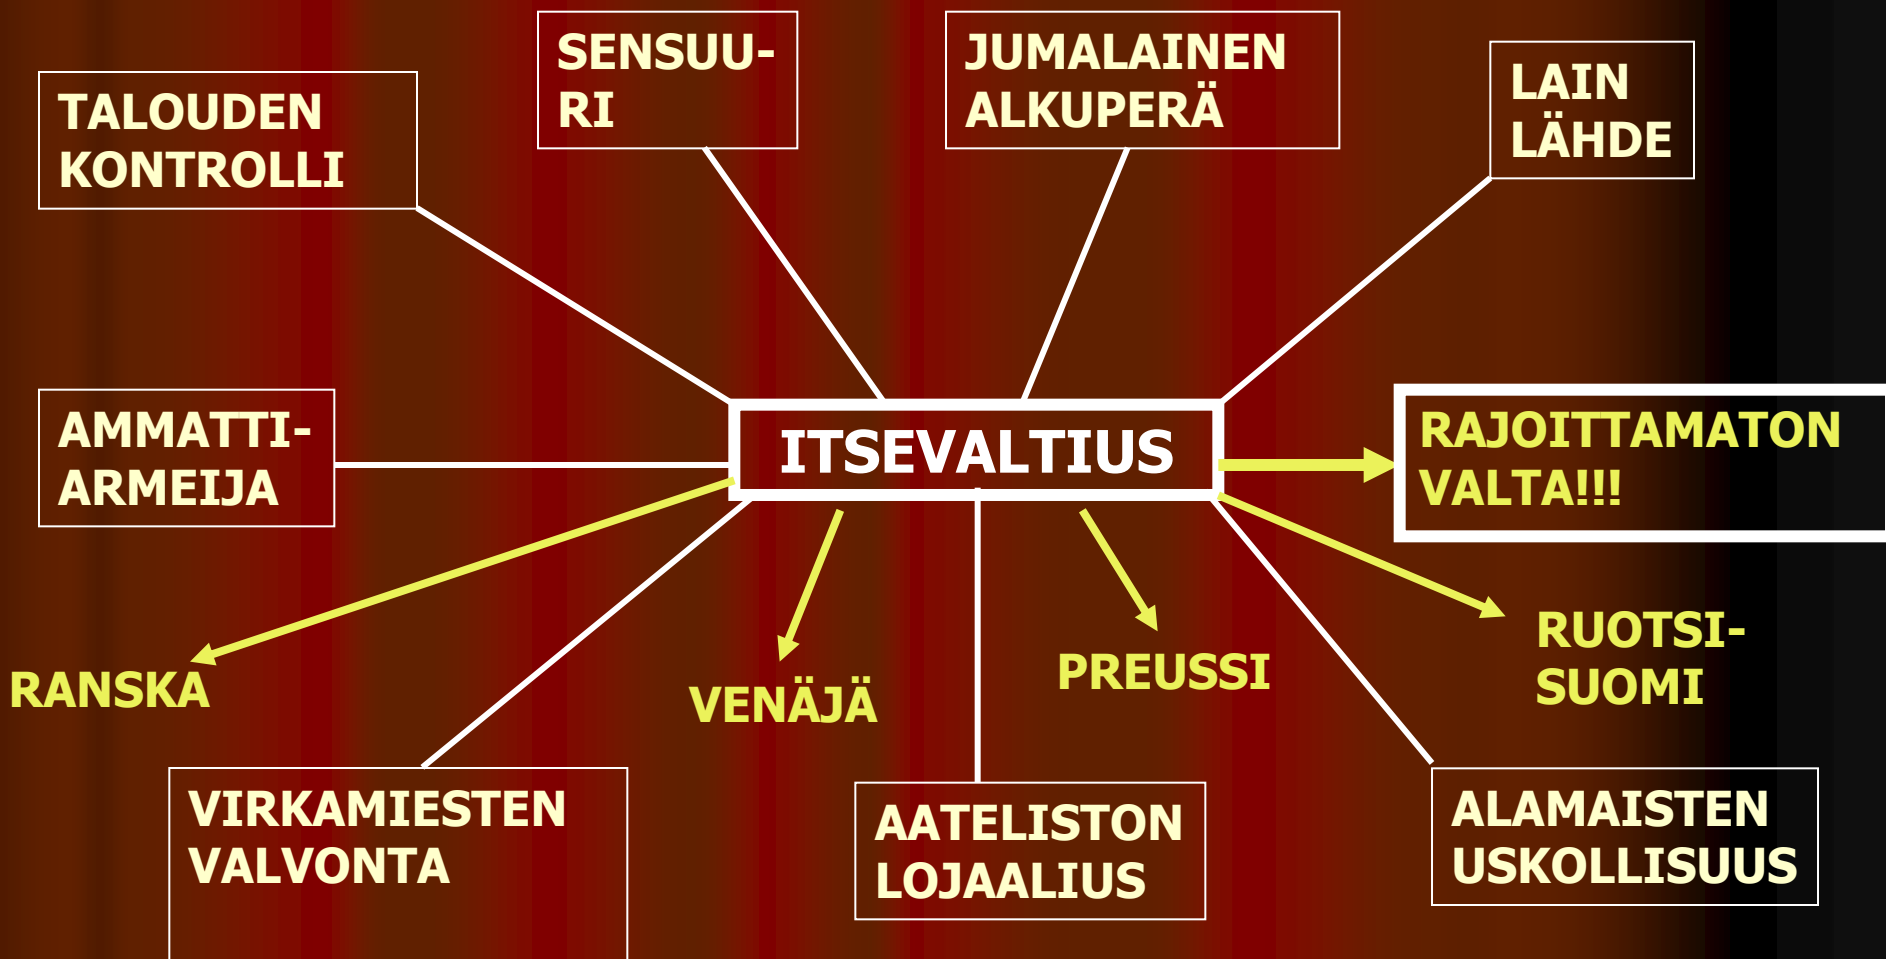 TALOUDEN
KONTROLLI
SENSUU-
RI
JUMALAINEN
ALKUPERÄ
LAIN
LÄHDE
AMMATTI-
ARMEIJA
ITSEVALTIUS
RAJOITTAMATON
VALTA!!!
RANSKA
VENÄJÄ
PREUSSI
RUOTSI-
SUOMI
VIRKAMIESTEN
VALVONTA
AATELISTON
LOJAALIUS
ALAMAISTEN
USKOLLISUUS